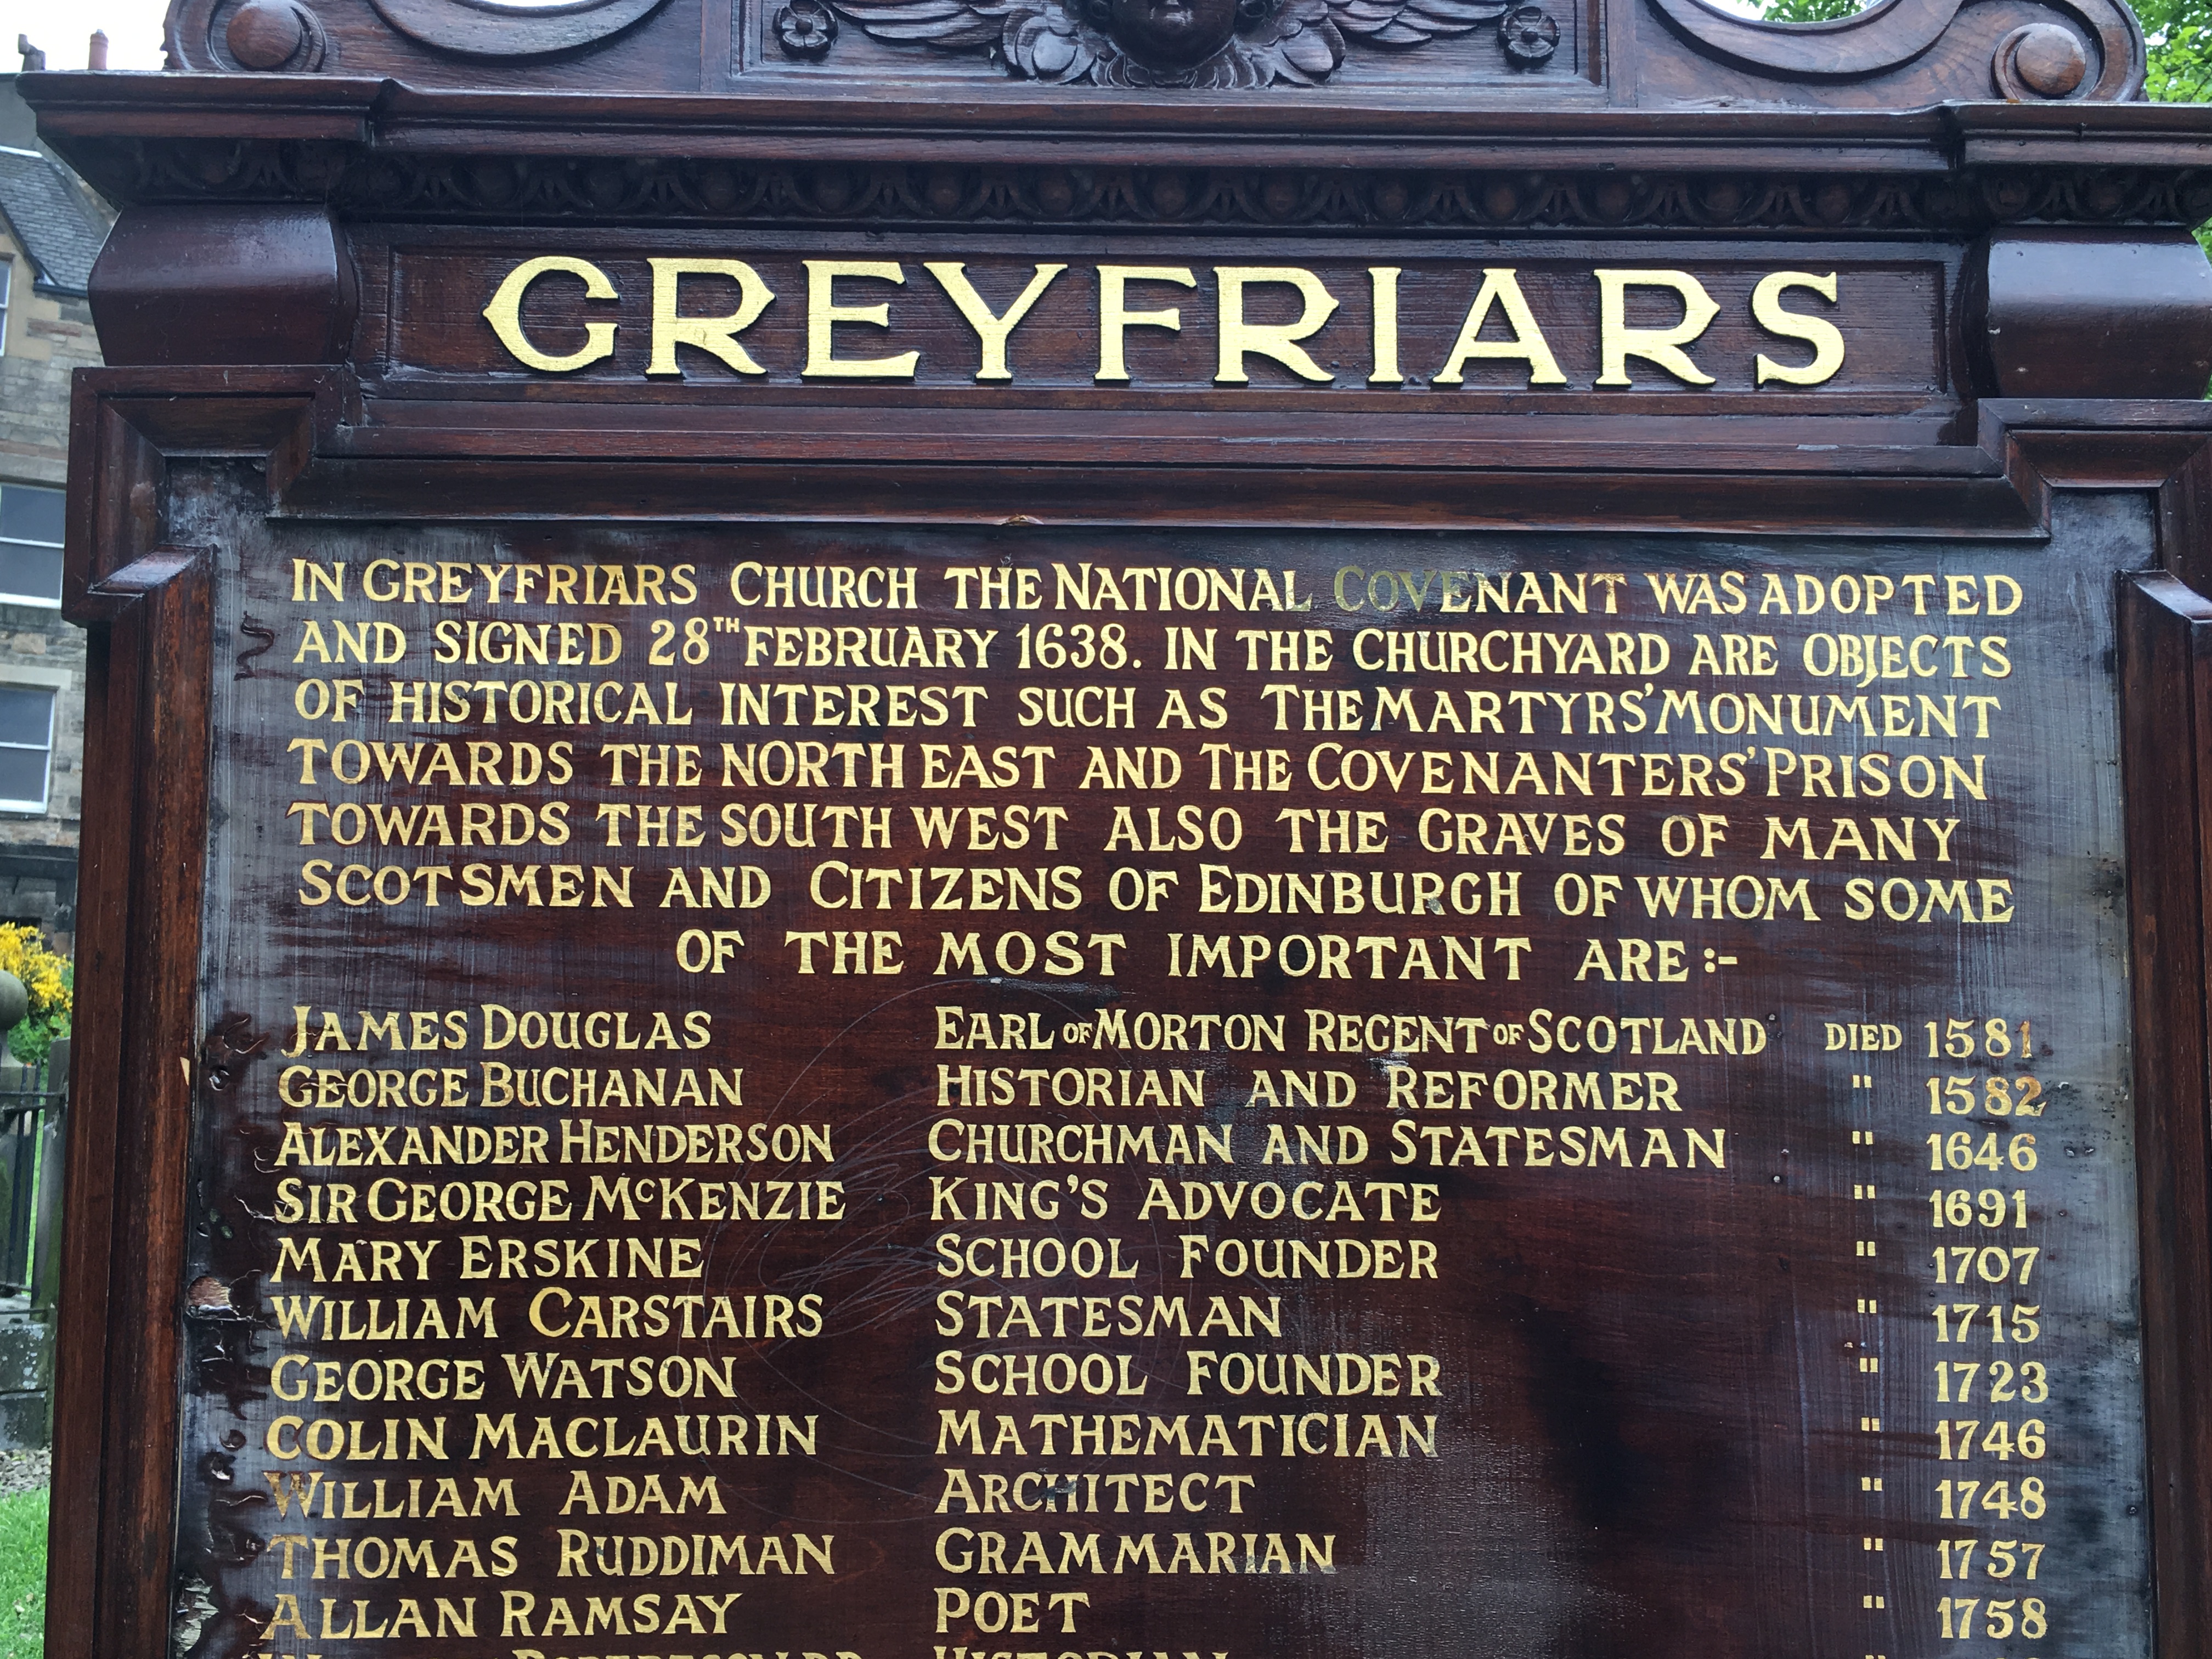 GREYFRIARS
IN GREYFRIARS CHURCH THE NATIONAL COVENANT WAS ADOPTED
AND SIGNED 28TH FEBRUARY 1638. IN THE CHURCHYARD ARE OBJECTS
OF HISTORICAL INTEREST SUCH AS THE MARTYRS' MONUMENT
TOWARDS THE NORTH EAST AND THE COVENANTERS' PRISON
TOWARDS THE SOUTH WEST ALSO THE GRAVES OF MANY
SCOTSMEN AND CITIZENS OF EDINBURGH OF WHOM SOME
OF THE MOST IMPORTANT ARE :-
JAMES DOUGLAS EARL OF MORTON REGENT OF SCOTLAND DIED 1581
GEORGE BUCHANAN HISTORIAN AND REFORMER " 1582
ALEXANDER HENDERSON CHURCHMAN AND STATESMAN " 1646
SIR GEORGE McKENZIE KING'S ADVOCATE " 1691
MARY ERSKINE SCHOOL FOUNDER " 1707
WILLIAM CARSTAIRS STATESMAN " 1715
GEORGE WATSON SCHOOL FOUNDER " 1723
COLIN MACLAURIN MATHEMATICIAN " 1746
WILLIAM ADAM ARCHITECT " 1748
THOMAS RUDDIMAN GRAMMARIAN " 1757
ALLAN RAMSAY POET " 1758
HISTORIAN "